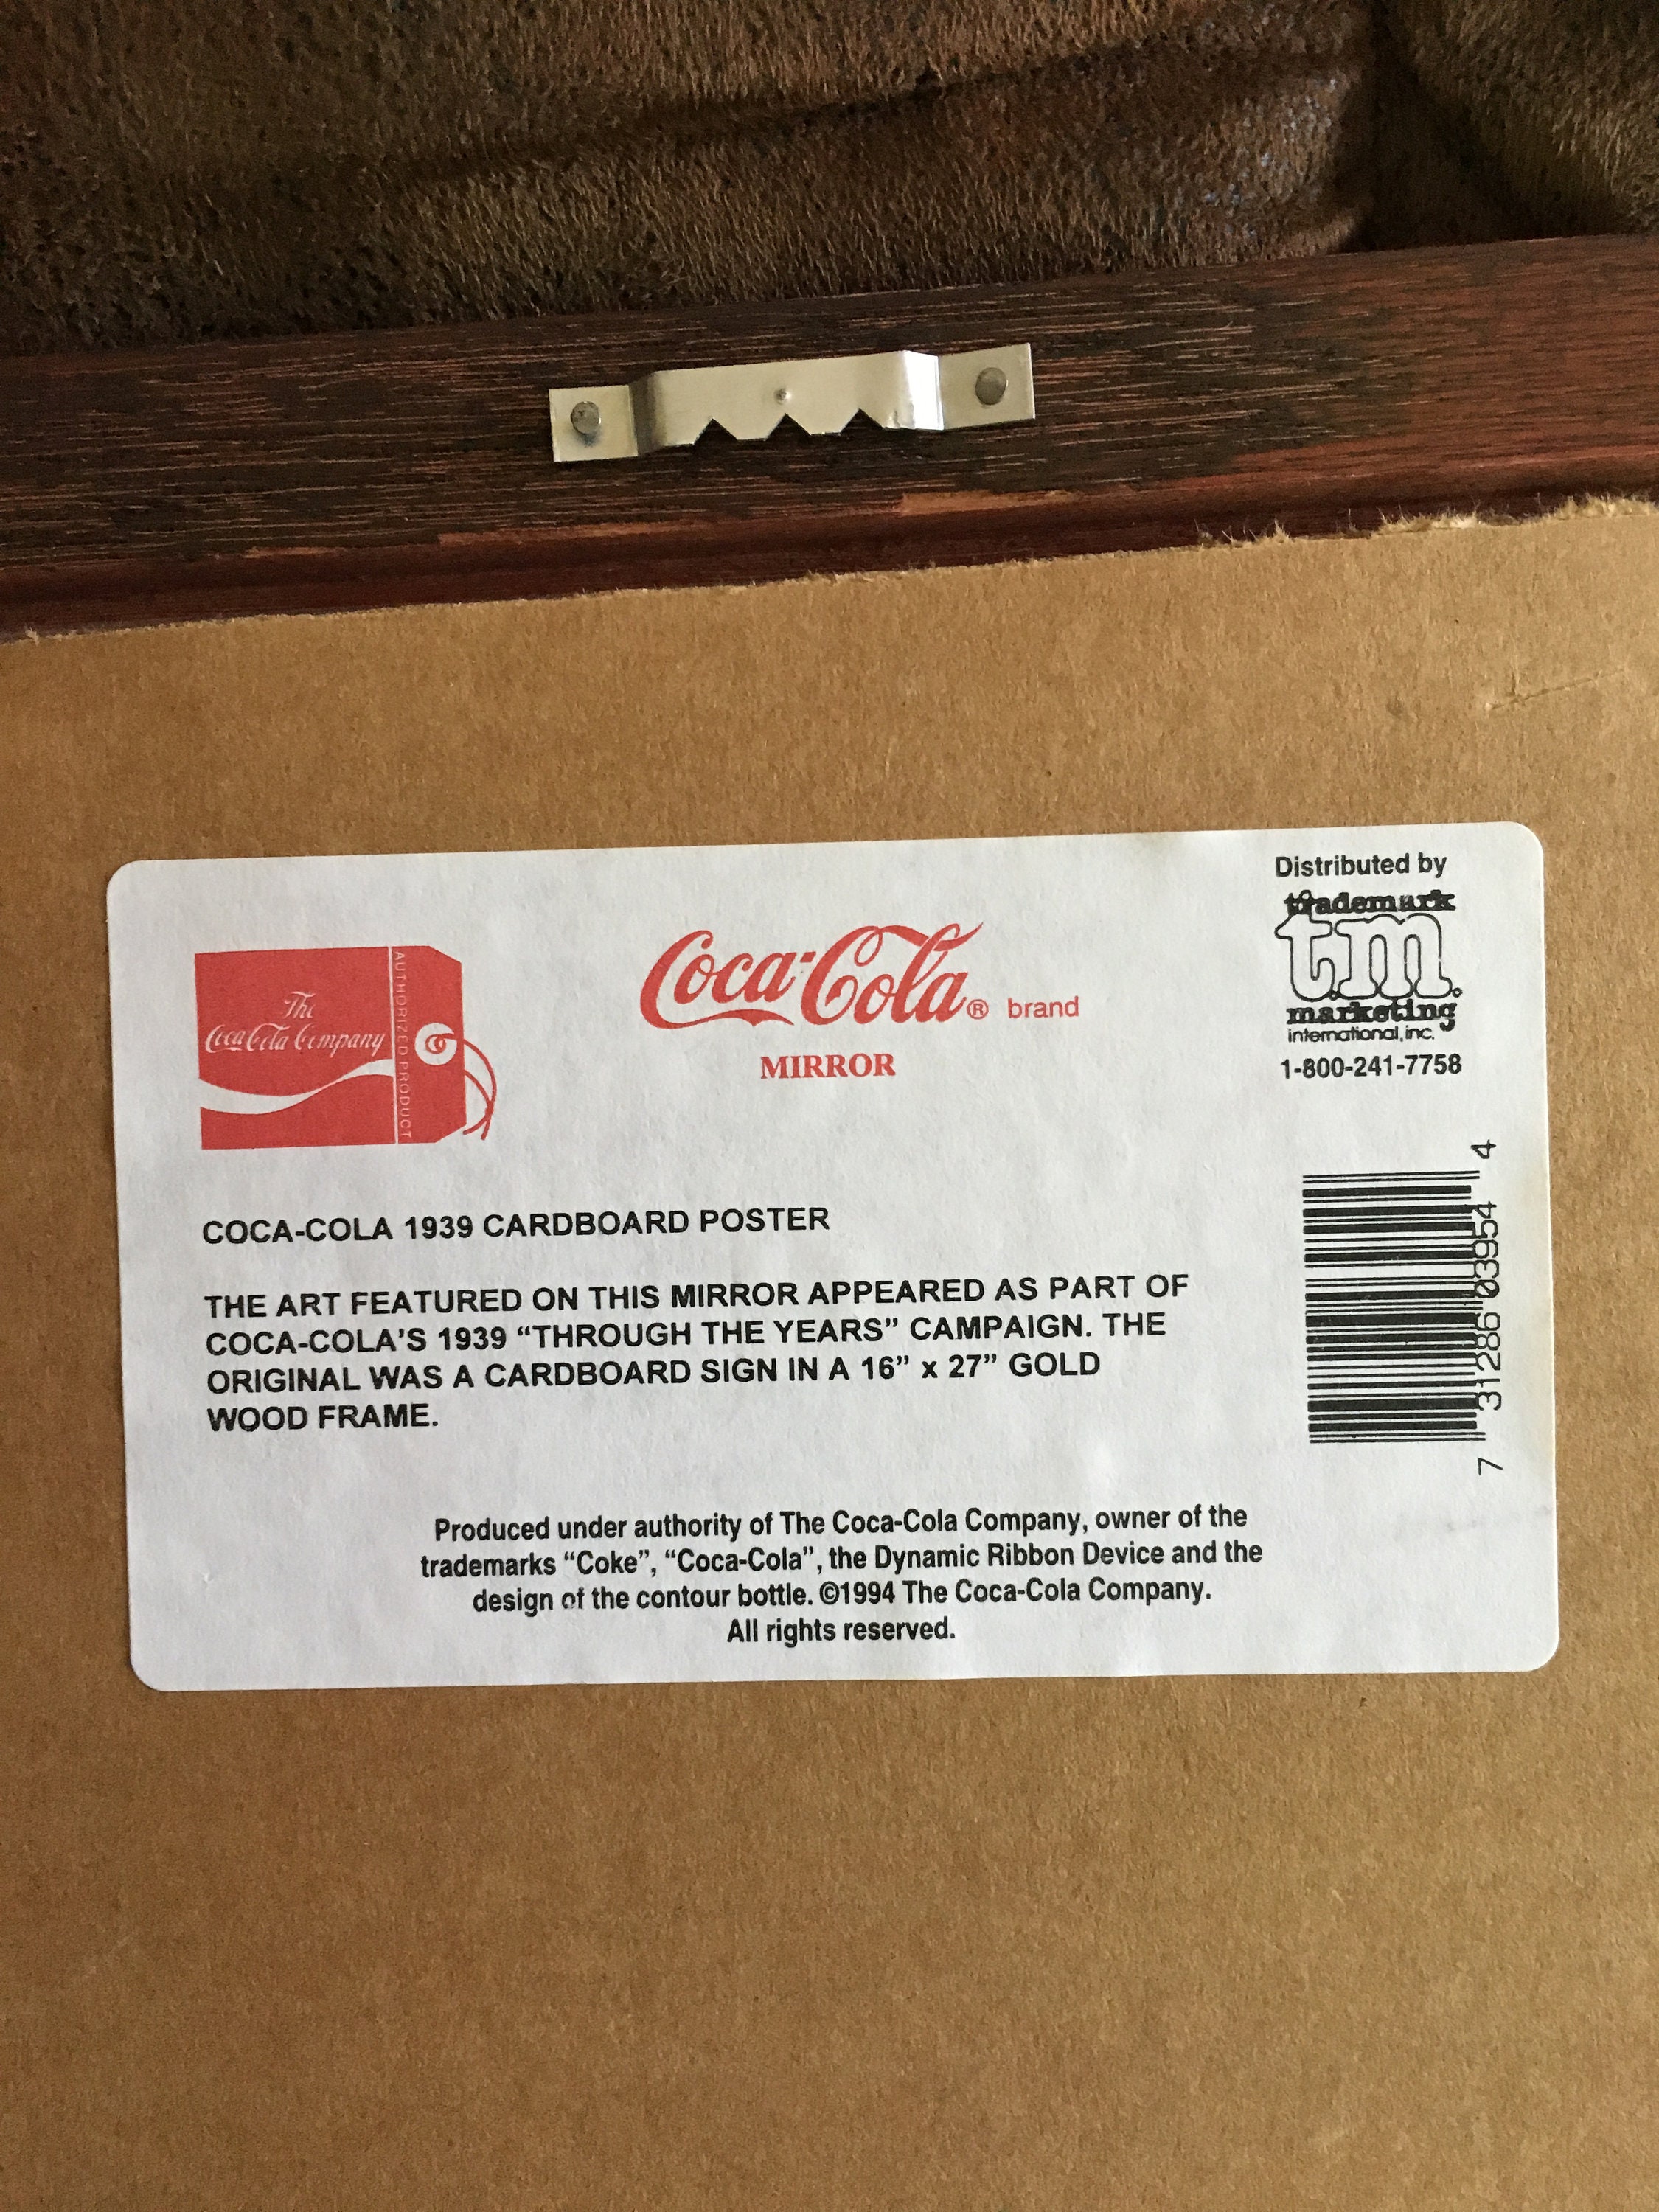 The
Coca-Cola Company
AUTHORIZED PRODUCT
Coca-Cola® brand
MIRROR
Distributed by
trademark
t.m.
marketing
international, inc.
1-800-241-7758
COCA-COLA 1939 CARDBOARD POSTER
THE ART FEATURED ON THIS MIRROR APPEARED AS PART OF
COCA-COLA’S 1939 “THROUGH THE YEARS” CAMPAIGN. THE
ORIGINAL WAS A CARDBOARD SIGN IN A 16” x 27” GOLD
WOOD FRAME.
7 31286 03954 4
Produced under authority of The Coca-Cola Company, owner of the
trademarks “Coke”, “Coca-Cola”, the Dynamic Ribbon Device and the
design of the contour bottle. ©1994 The Coca-Cola Company.
All rights reserved.